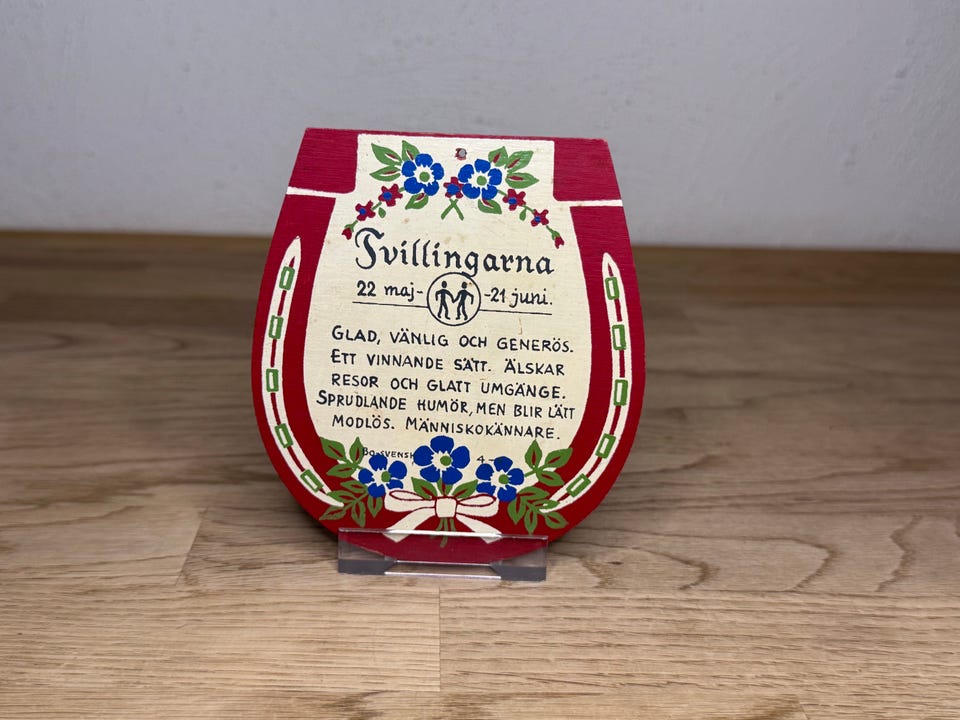 Tvillingarna
22 maj- -21 juni.
GLAD, VÄNLIG OCH GENERÖS.
ETT VINNANDE SÄTT. ÄLSKAR
RESOR OCH GLATT UMGÄNGE.
SPRUDLANDE HUMÖR, MEN BLIR LÄTT
MODLÖS. MÄNNISKOKÄNNARE.
4-